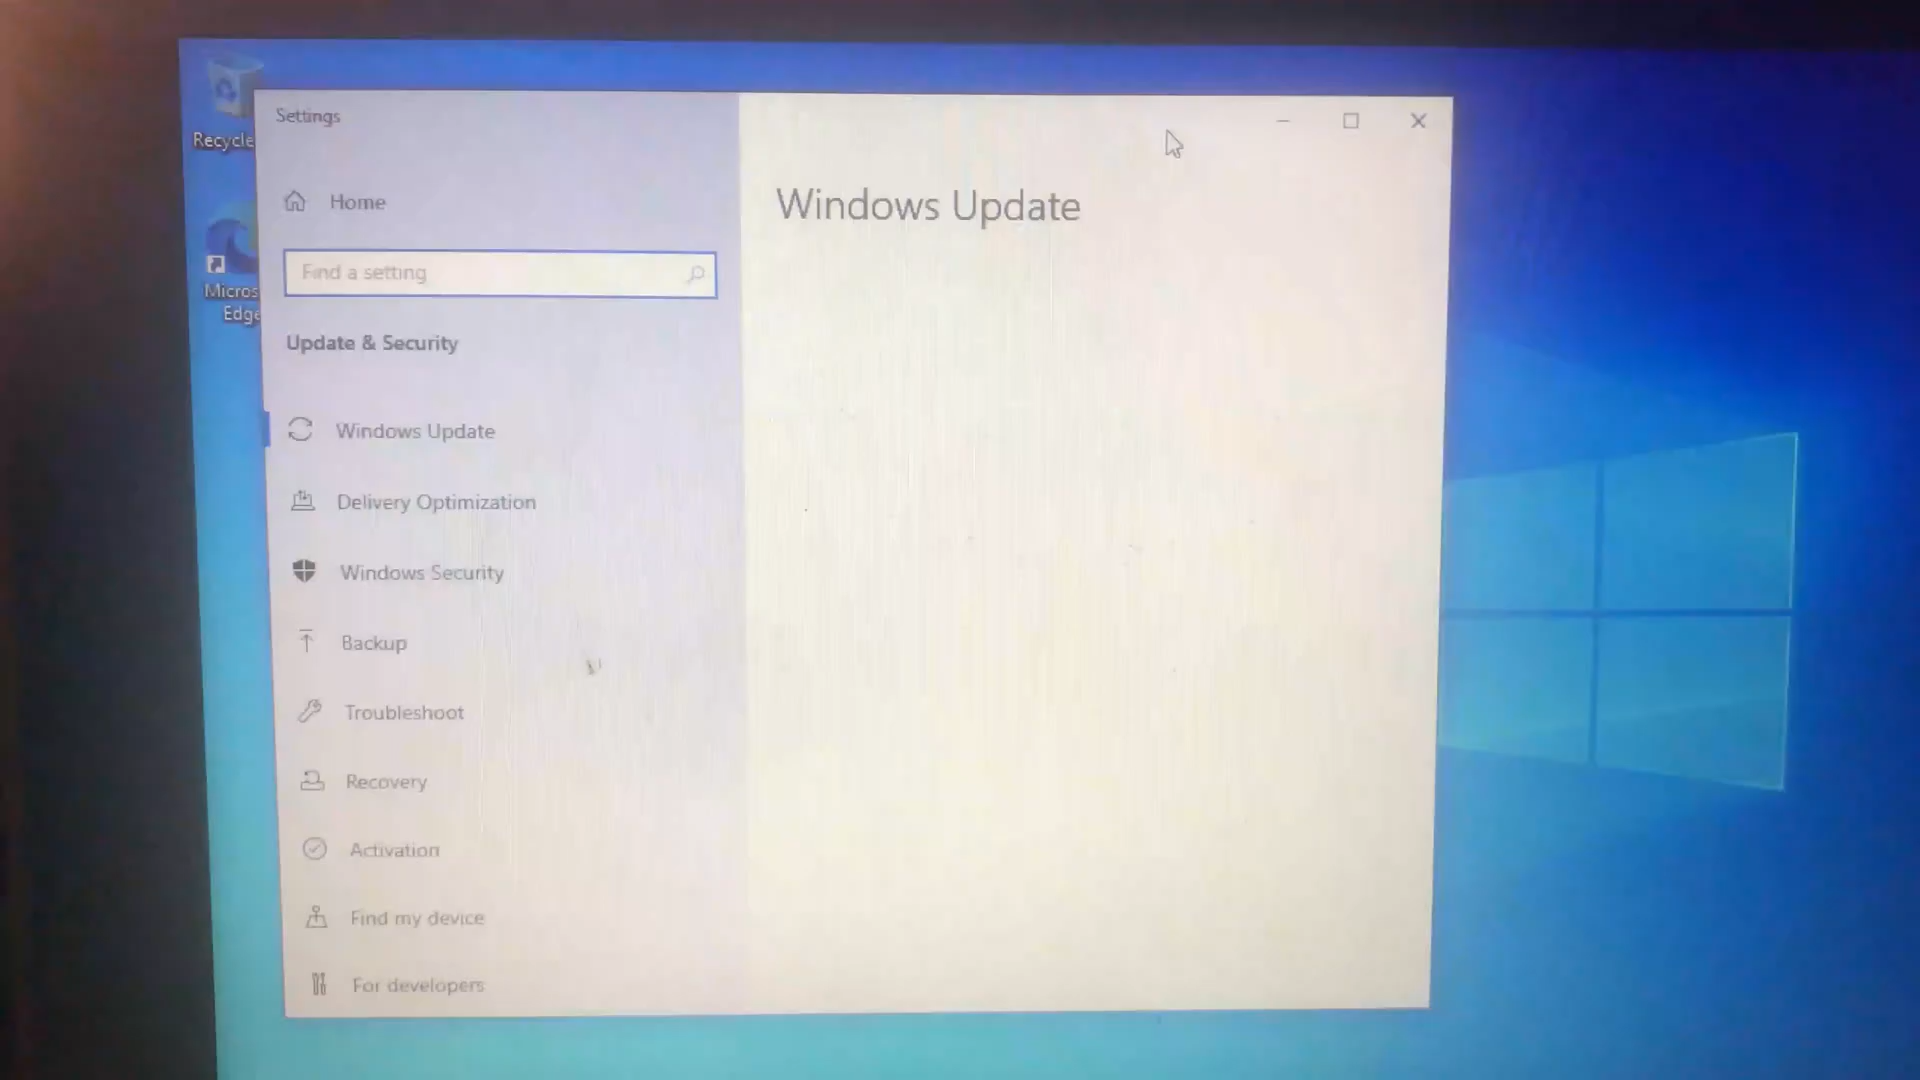 Settings
Recycle
Home
Windows Update
Find a setting
Micros
Edge
Update & Security
Windows Update
Delivery Optimization
Windows Security
Backup
Troubleshoot
Recovery
Activation
Find my device
For developers